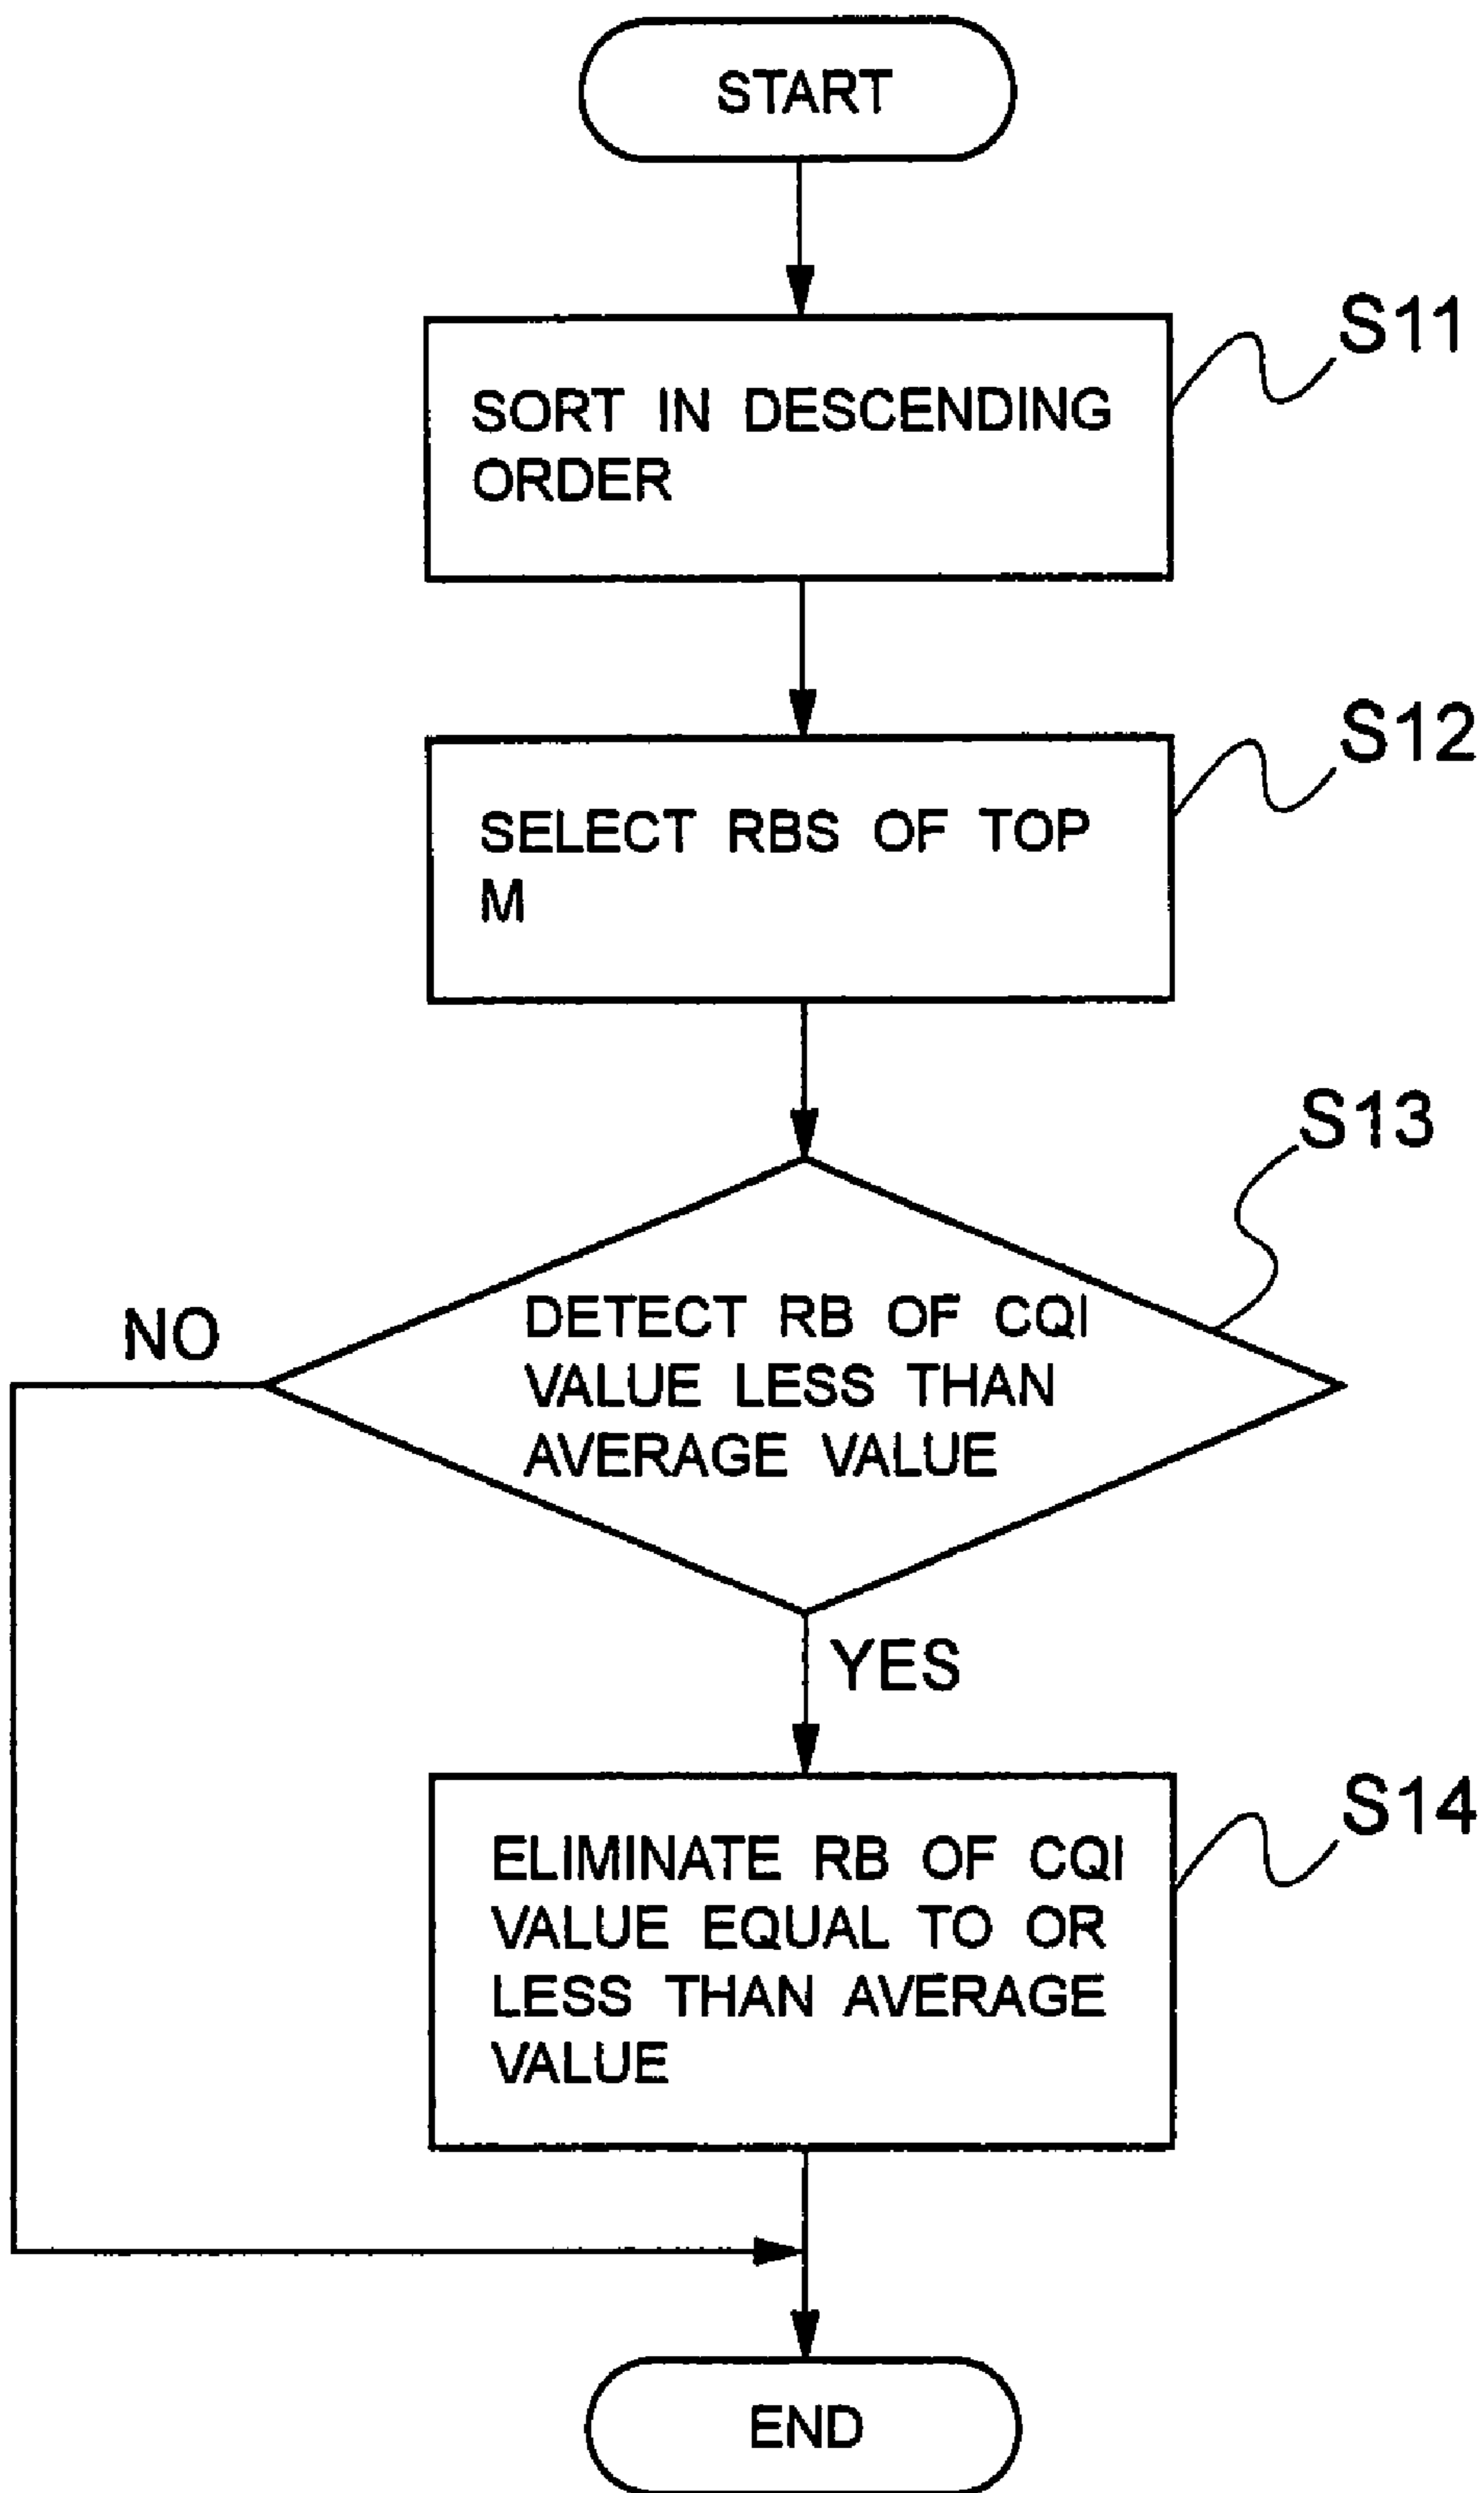 START
S11
SORT IN DESCENDING
ORDER
S12
SELECT RBS OF TOP
M
S13
NO
DETECT RB OF CQI
VALUE LESS THAN
AVERAGE VALUE
YES
S14
ELIMINATE RB OF CQI
VALUE EQUAL TO OR
LESS THAN AVERAGE
VALUE
END